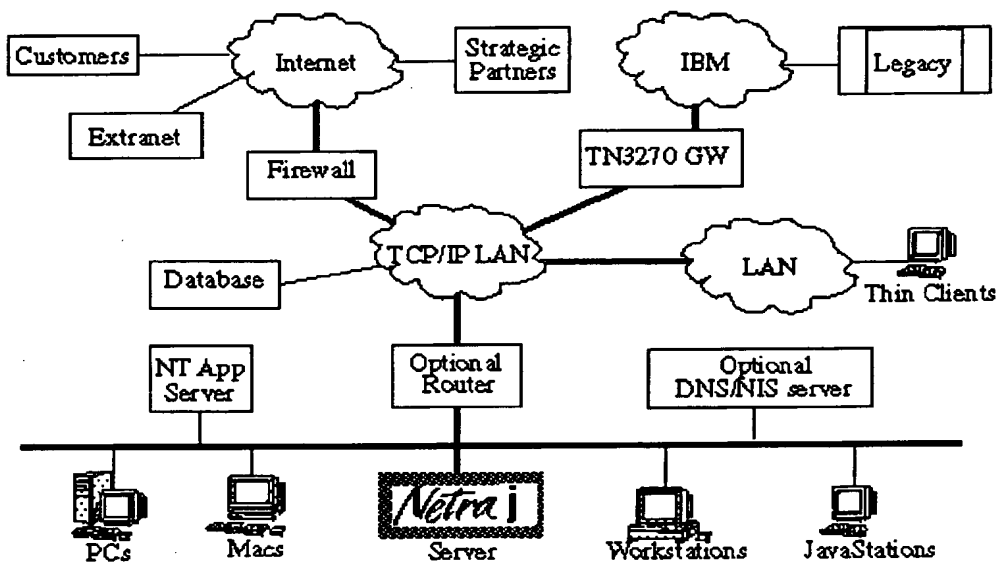 Customers
Internet
Strategic
Partners
IBM
Legacy
Extranet
Firewall
TN3270 GW
TCP/IP LAN
LAN
Database
Thin Clients
NT App
Server
Optional
Router
Optional
DNS/NIS server
Netra j
PCs
Macs
Server
Workstations
JavaStations